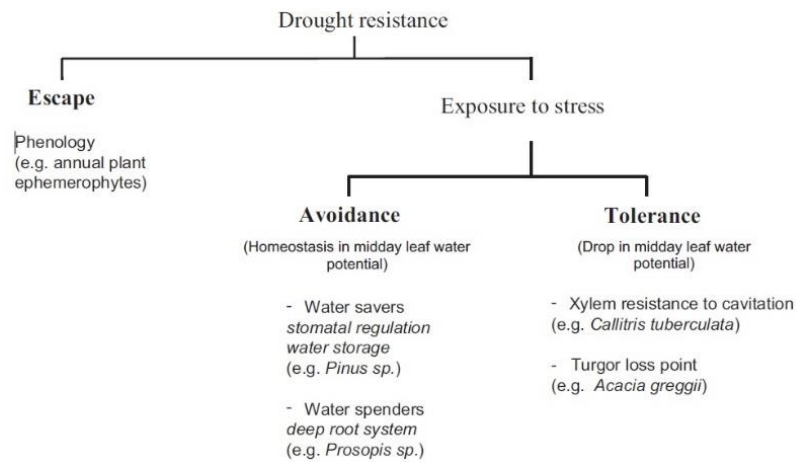 Drought resistance
Escape
Phenology
(e.g. annual plant
ephemerophytes)
Exposure to stress
Avoidance
(Homeostasis in midday leaf water
potential)
- Water savers
stomatal regulation
water storage
(e.g. Pinus sp.)
- Water spenders
deep root system
(e.g. Prosopis sp.)
Tolerance
(Drop in midday leaf water
potential)
- Xylem resistance to cavitation
(e.g. Callitris tuberculata)
- Turgor loss point
(e.g. Acacia greggii)